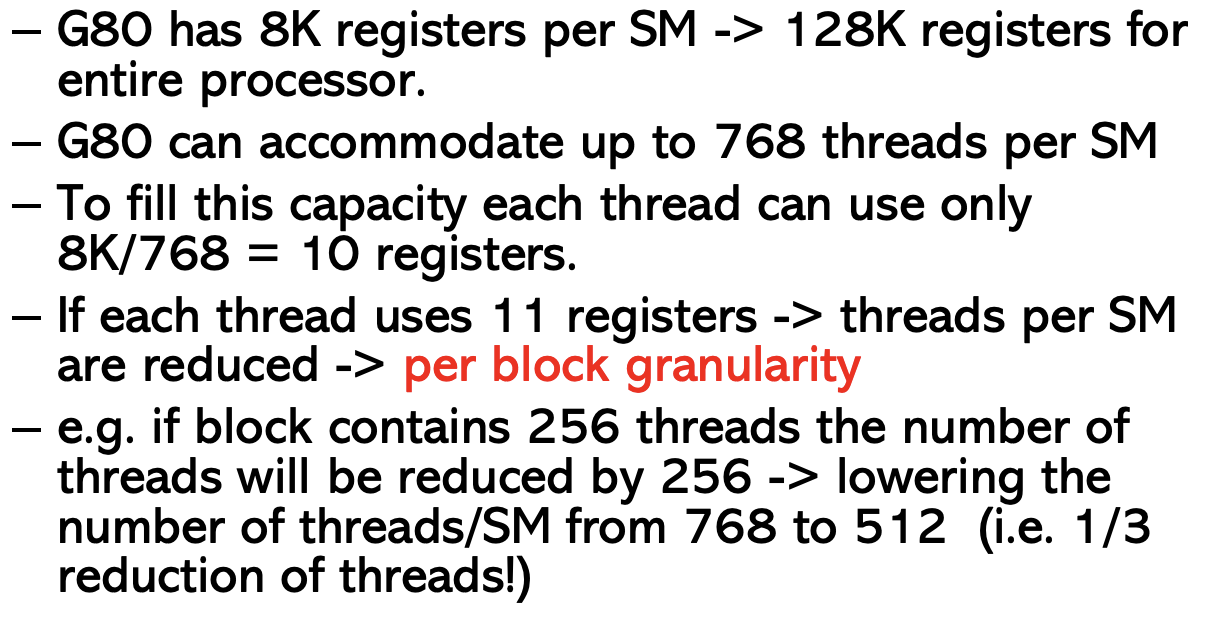 – G80 has 8K registers per SM -> 128K registers for
entire processor.
– G80 can accommodate up to 768 threads per SM
– To fill this capacity each thread can use only
8K/768 = 10 registers.
– If each thread uses 11 registers -> threads per SM
are reduced -> per block granularity
– e.g. if block contains 256 threads the number of
threads will be reduced by 256 -> lowering the
number of threads/SM from 768 to 512 (i.e. 1/3
reduction of threads!)